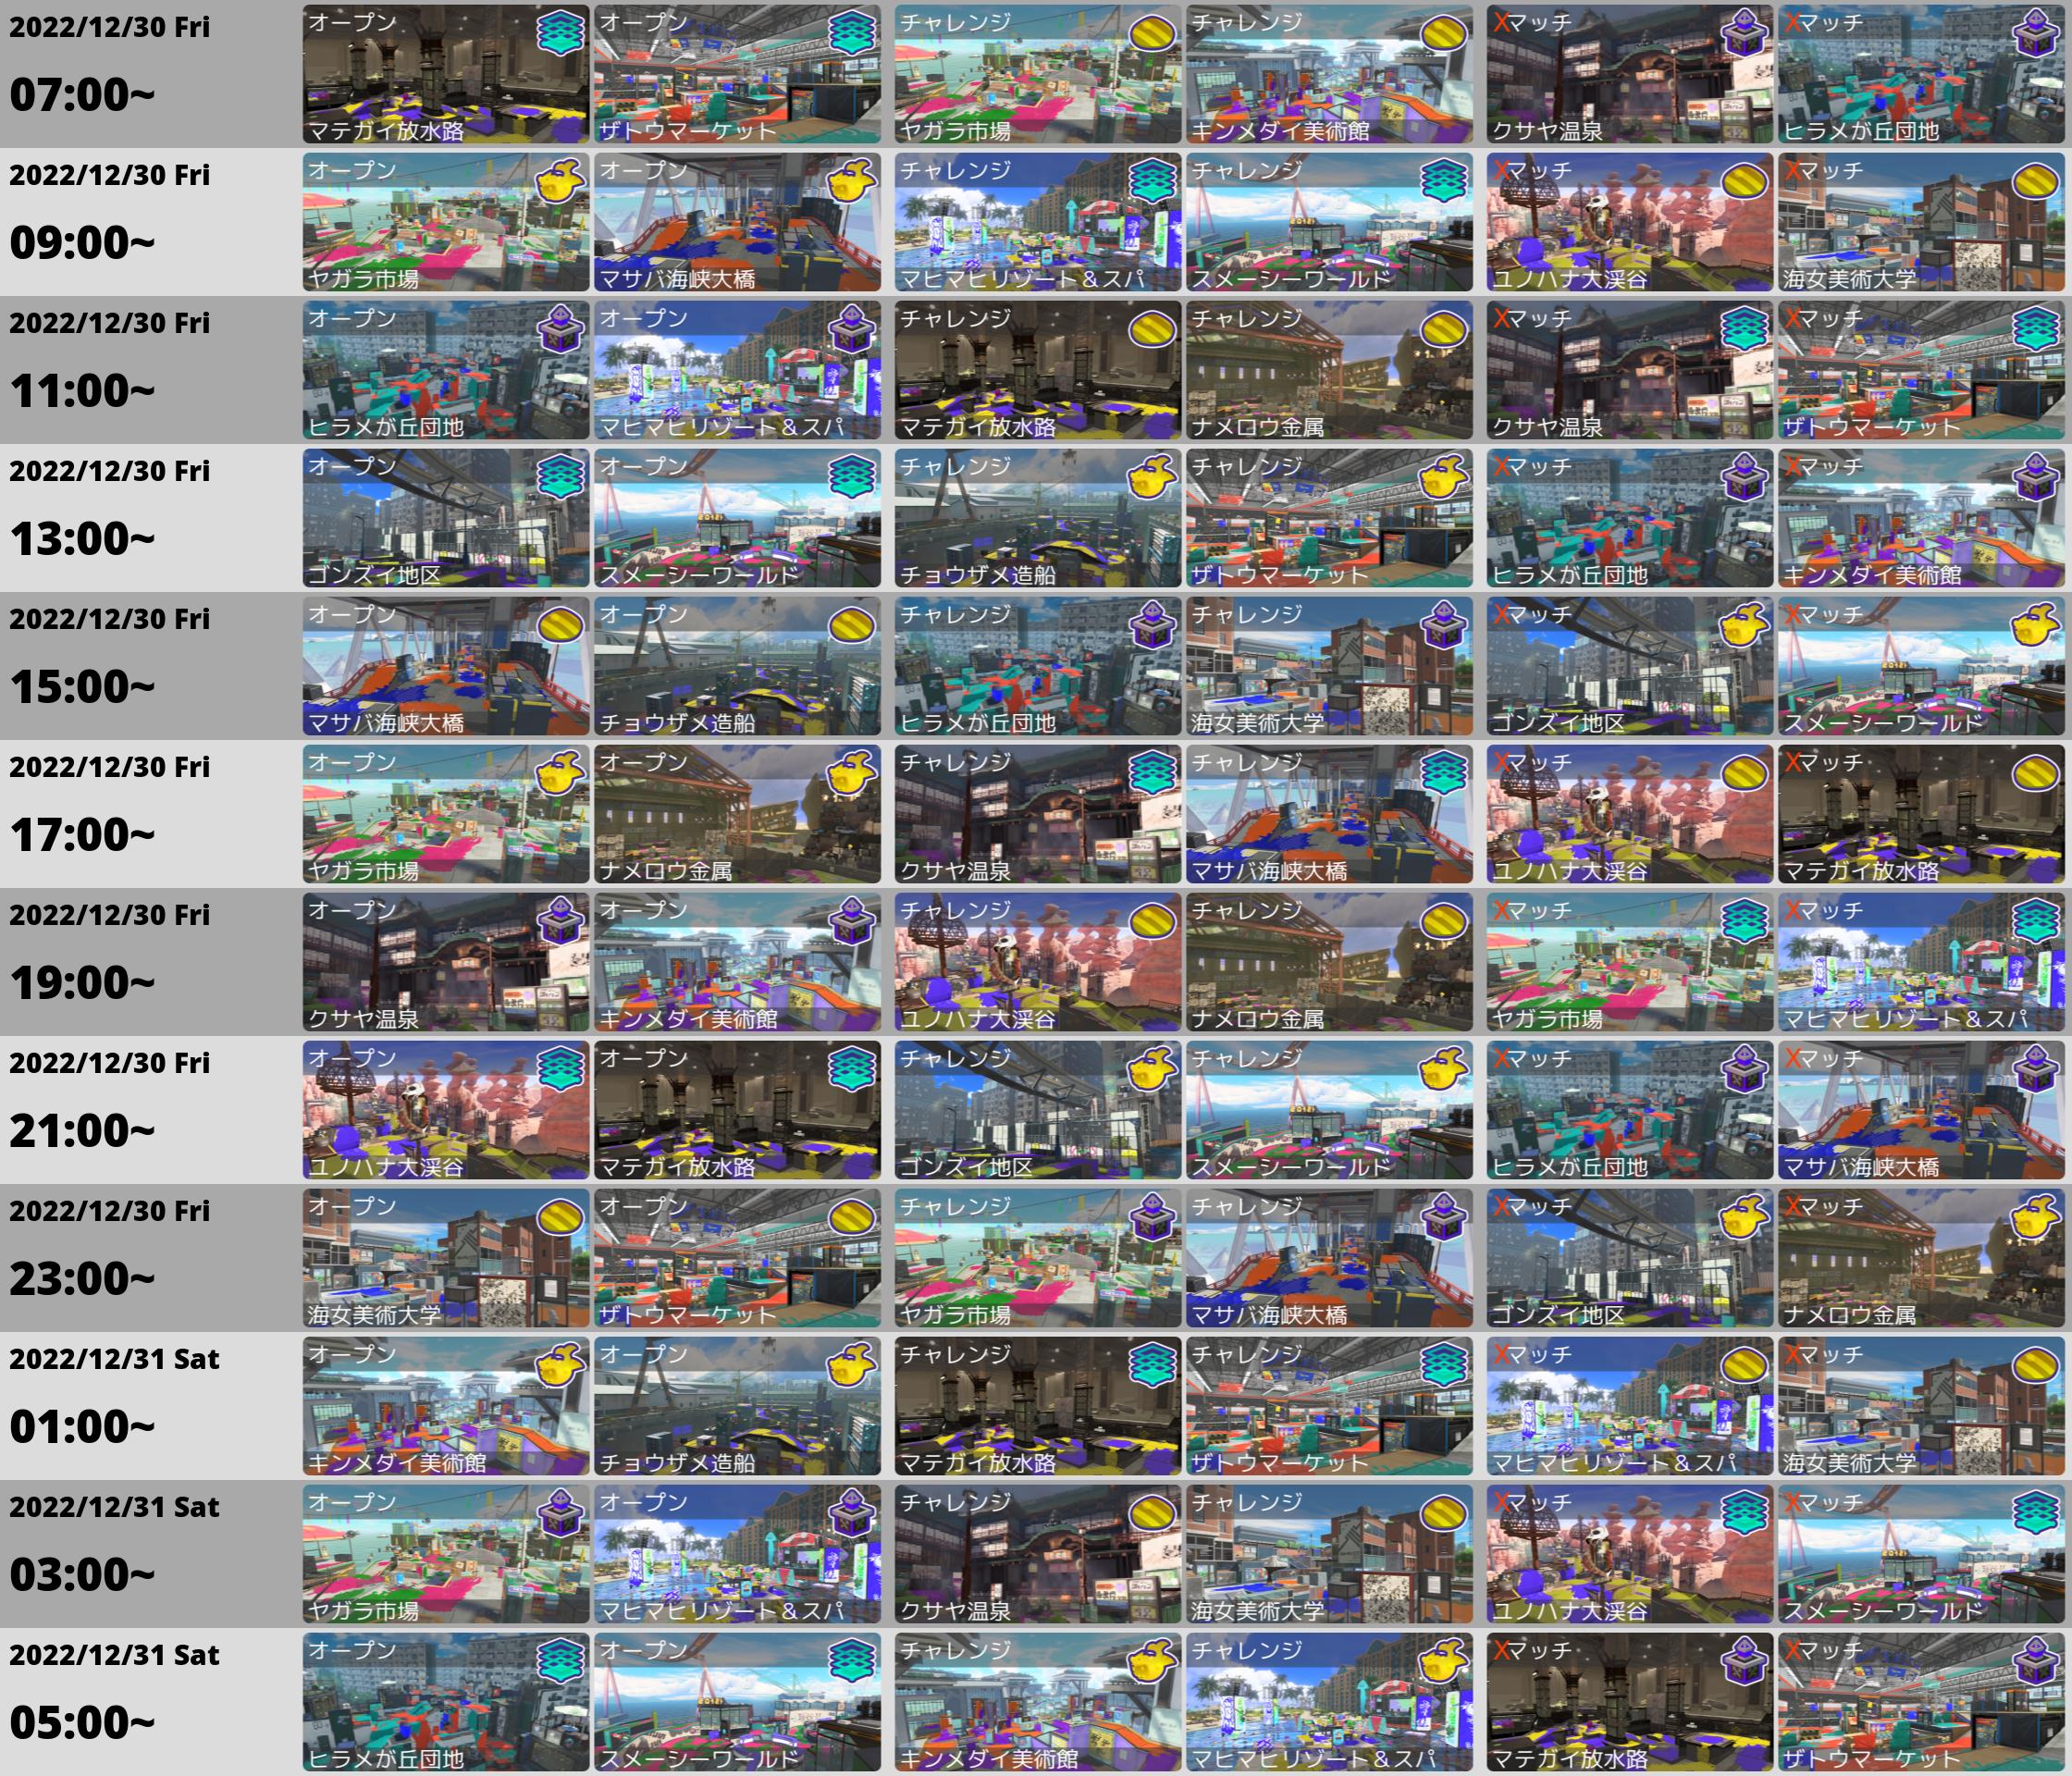 2022/12/30 Fri
07:00~
オープン
マテガイ放水路
オープン
ザトウマーケット
チャレンジ
ヤガラ市場
チャレンジ
キンメダイ美術館
Xマッチ
クサヤ温泉
Xマッチ
ヒラメが丘団地
2022/12/30 Fri
09:00~
オープン
ヤガラ市場
オープン
マサバ海峡大橋
チャレンジ
マヒマヒリゾート&スパ
チャレンジ
スメーシーワールド
Xマッチ
ユノハナ大渓谷
Xマッチ
海女美術大学
2022/12/30 Fri
11:00~
オープン
ヒラメが丘団地
オープン
マヒマヒリゾート&スパ
チャレンジ
マテガイ放水路
チャレンジ
ナメロウ金属
Xマッチ
クサヤ温泉
Xマッチ
ザトウマーケット
2022/12/30 Fri
13:00~
オープン
ゴンズイ地区
オープン
スメーシーワールド
チャレンジ
チョウザメ造船
チャレンジ
ザトウマーケット
Xマッチ
ヒラメが丘団地
Xマッチ
キンメダイ美術館
2022/12/30 Fri
15:00~
オープン
マサバ海峡大橋
オープン
チョウザメ造船
チャレンジ
ヒラメが丘団地
チャレンジ
海女美術大学
Xマッチ
ゴンズイ地区
Xマッチ
スメーシーワールド
2022/12/30 Fri
17:00~
オープン
ヤガラ市場
オープン
ナメロウ金属
チャレンジ
クサヤ温泉
チャレンジ
マサバ海峡大橋
Xマッチ
ユノハナ大渓谷
Xマッチ
マテガイ放水路
2022/12/30 Fri
19:00~
オープン
クサヤ温泉
オープン
キンメダイ美術館
チャレンジ
ユノハナ大渓谷
チャレンジ
ナメロウ金属
Xマッチ
ヤガラ市場
Xマッチ
マヒマヒリゾート&スパ
2022/12/30 Fri
21:00~
オープン
ユノハナ大渓谷
オープン
マテガイ放水路
チャレンジ
ゴンズイ地区
チャレンジ
スメーシーワールド
Xマッチ
ヒラメが丘団地
Xマッチ
マサバ海峡大橋
2022/12/30 Fri
23:00~
オープン
海女美術大学
オープン
ザトウマーケット
チャレンジ
ヤガラ市場
チャレンジ
マサバ海峡大橋
Xマッチ
ゴンズイ地区
Xマッチ
ナメロウ金属
2022/12/31 Sat
01:00~
オープン
キンメダイ美術館
オープン
チョウザメ造船
チャレンジ
マテガイ放水路
チャレンジ
ザトウマーケット
Xマッチ
マヒマヒリゾート&スパ
Xマッチ
海女美術大学
2022/12/31 Sat
03:00~
オープン
ヤガラ市場
オープン
マヒマヒリゾート&スパ
チャレンジ
クサヤ温泉
チャレンジ
海女美術大学
Xマッチ
ユノハナ大渓谷
Xマッチ
スメーシーワールド
2022/12/31 Sat
05:00~
オープン
ヒラメが丘団地
オープン
スメーシーワールド
チャレンジ
キンメダイ美術館
チャレンジ
マヒマヒリゾート&スパ
Xマッチ
マテガイ放水路
Xマッチ
ザトウマーケット